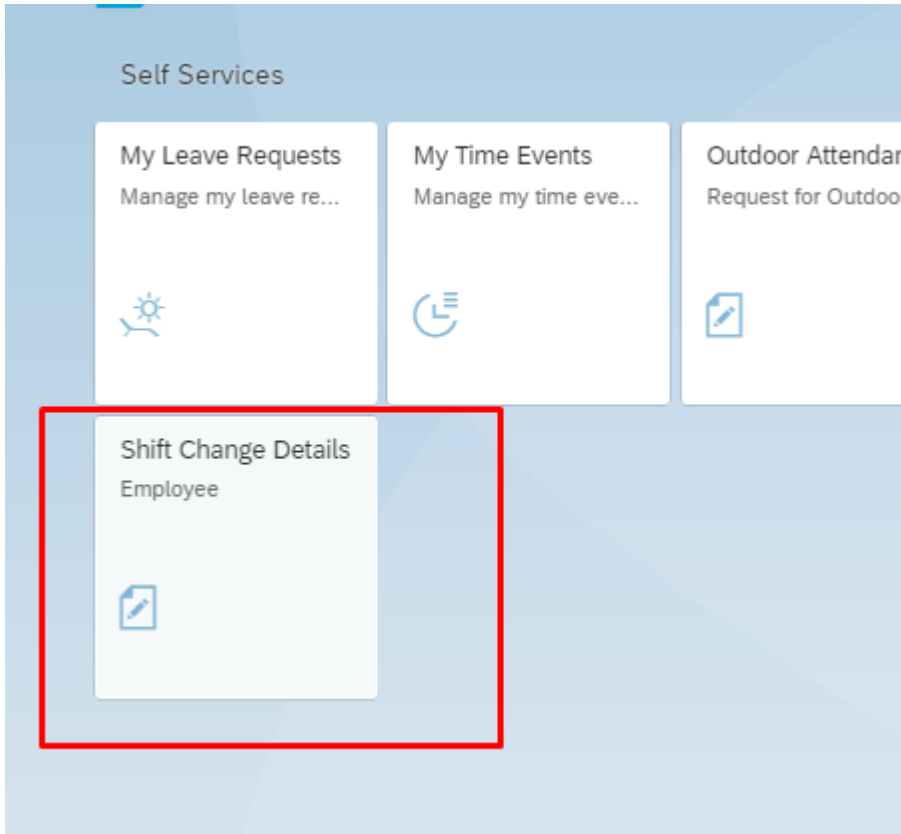 Self Services
My Leave Requests
Manage my leave re...
My Time Events
Manage my time eve...
Outdoor Attendar
Request for Outdoo
Shift Change Details
Employee